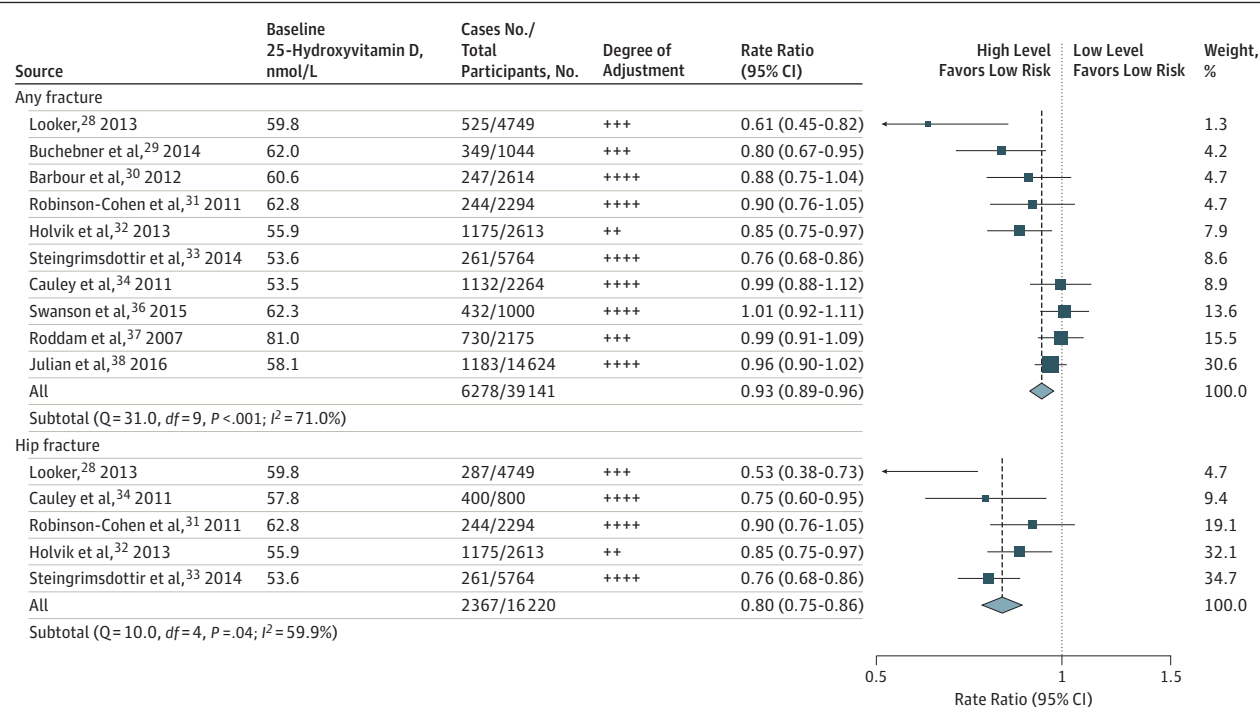 Source Baseline 25-Hydroxyvitamin D, nmol/L Cases No./ Total Participants, No. Degree of Adjustment Rate Ratio (95% CI) High Level Favors Low Risk Low Level Favors Low Risk Weight, %
Any fracture
Looker,28 2013 59.8 525/4749 +++ 0.61 (0.45-0.82) 1.3
Buchebner et al,29 2014 62.0 349/1044 +++ 0.80 (0.67-0.95) 4.2
Barbour et al,30 2012 60.6 247/2614 ++++ 0.88 (0.75-1.04) 4.7
Robinson-Cohen et al,31 2011 62.8 244/2294 ++++ 0.90 (0.76-1.05) 4.7
Holvik et al,32 2013 55.9 1175/2613 ++ 0.85 (0.75-0.97) 7.9
Steingrimsdottir et al,33 2014 53.6 261/5764 ++++ 0.76 (0.68-0.86) 8.6
Cauley et al,34 2011 53.5 1132/2264 ++++ 0.99 (0.88-1.12) 8.9
Swanson et al,36 2015 62.3 432/1000 ++++ 1.01 (0.92-1.11) 13.6
Roddam et al,37 2007 81.0 730/2175 +++ 0.99 (0.91-1.09) 15.5
Julian et al,38 2016 58.1 1183/14 624 ++++ 0.96 (0.90-1.02) 30.6
All 6278/39 141 0.93 (0.89-0.96) 100.0
Subtotal (Q = 31.0, df = 9, P <.001; I2 = 71.0%)
Hip fracture
Looker,28 2013 59.8 287/4749 +++ 0.53 (0.38-0.73) 4.7
Cauley et al,34 2011 57.8 400/800 ++++ 0.75 (0.60-0.95) 9.4
Robinson-Cohen et al,31 2011 62.8 244/2294 ++++ 0.90 (0.76-1.05) 19.1
Holvik et al,32 2013 55.9 1175/2613 ++ 0.85 (0.75-0.97) 32.1
Steingrimsdottir et al,33 2014 53.6 261/5764 ++++ 0.76 (0.68-0.86) 34.7
All 2367/16 220 0.80 (0.75-0.86) 100.0
Subtotal (Q = 10.0, df = 4, P =.04; I2 = 59.9%)
0.5 1 1.5
Rate Ratio (95% CI)